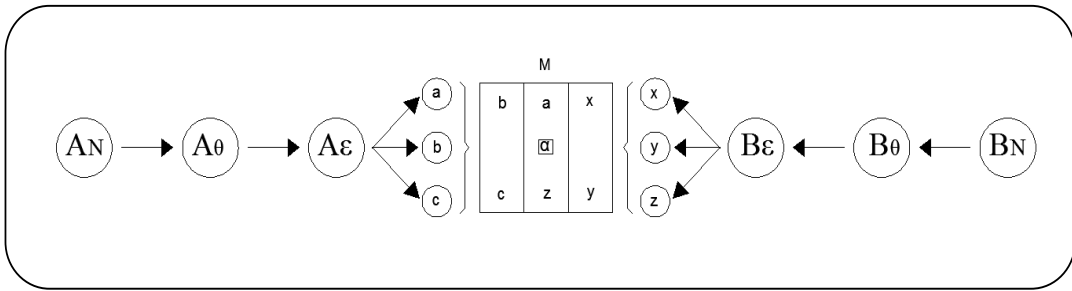 M
a x
b a x
AN Aθ Aε b α y Bε Bθ BN
c z y
c z